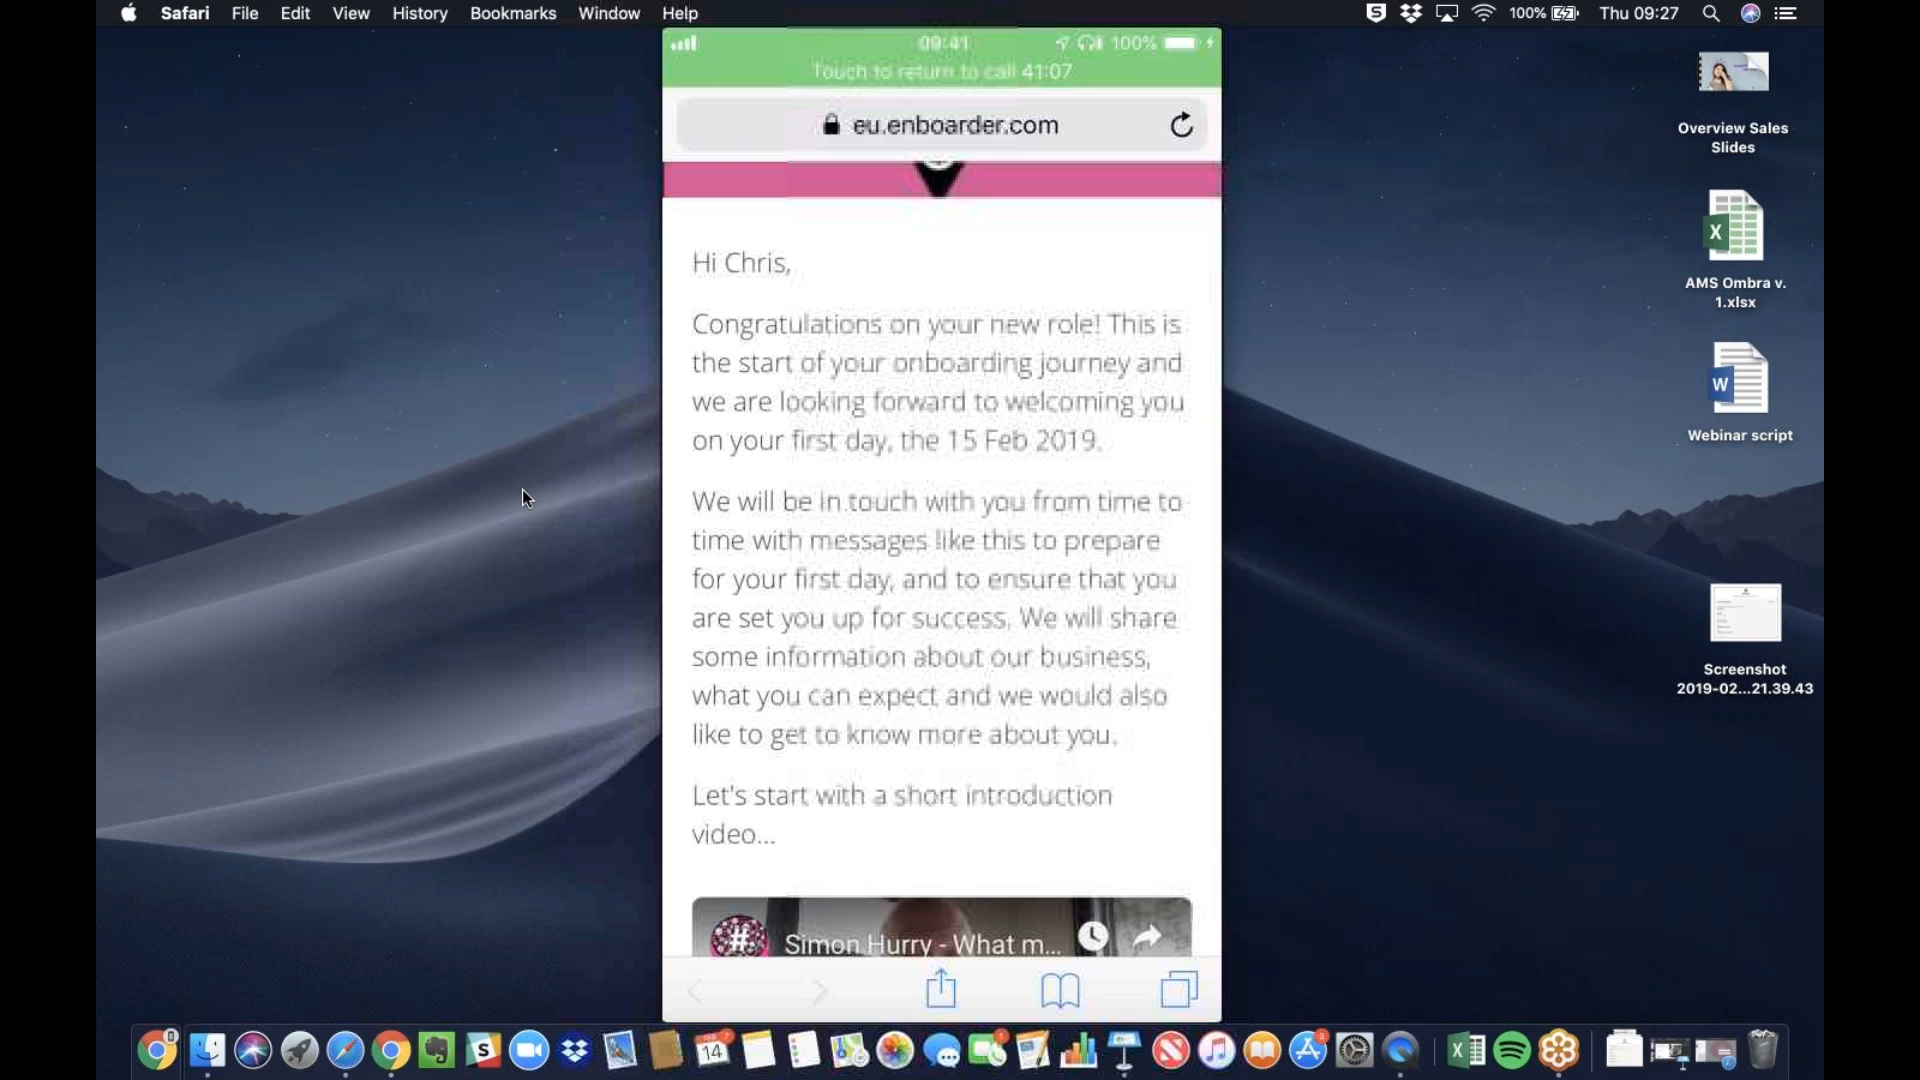 Safari File Edit View History Bookmarks Window Help
100% Thu 09:27
09:41
100%
Touch to return to call 41:07
eu.enboarder.com
Hi Chris,
Congratulations on your new role! This is
the start of your onboarding journey and
we are looking forward to welcoming you
on your first day, the 15 Feb 2019.
We will be in touch with you from time to
time with messages like this to prepare
for your first day, and to ensure that you
are set you up for success. We will share
some information about our business,
what you can expect and we would also
like to get to know more about you.
Let's start with a short introduction
video...
#
Simon Hurry - What m...
Overview Sales
Slides
X
AMS Ombra v.
1.xlsx
W
Webinar script
Screenshot
2019-02...21.39.43
S
14
X